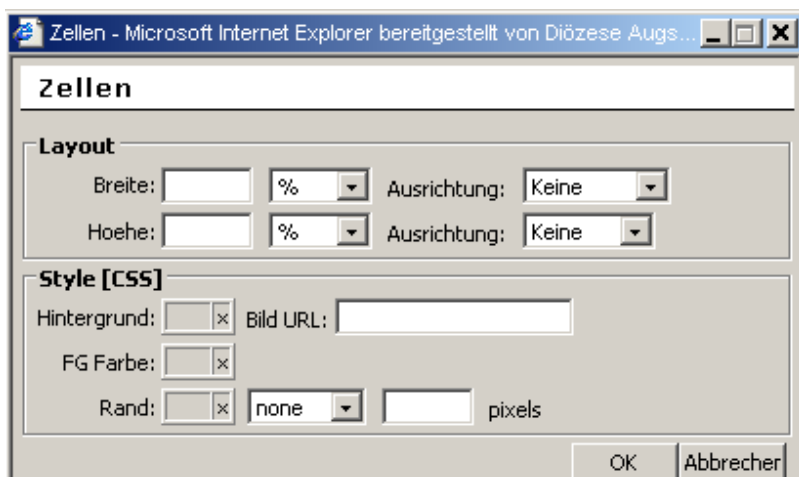 Zellen - Microsoft Internet Explorer bereitgestellt von Diözese Augs...
Zellen
Layout
Breite: % Ausrichtung: Keine
Hoehe: % Ausrichtung: Keine
Style [CSS]
Hintergrund: x Bild URL:
FG Farbe: x
Rand: x none pixels
OK Abbrecher